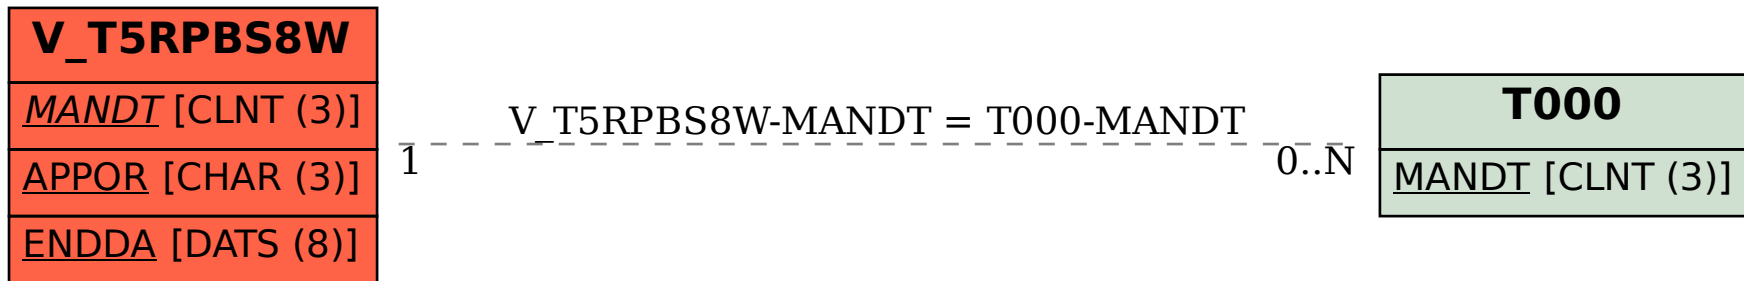 V_T5RPBS8W
MANDT [CLNT (3)]
APPOR [CHAR (3)]
ENDDA [DATS (8)]
V_T5RPBS8W-MANDT = T000-MANDT
1
0..N
T000
MANDT [CLNT (3)]